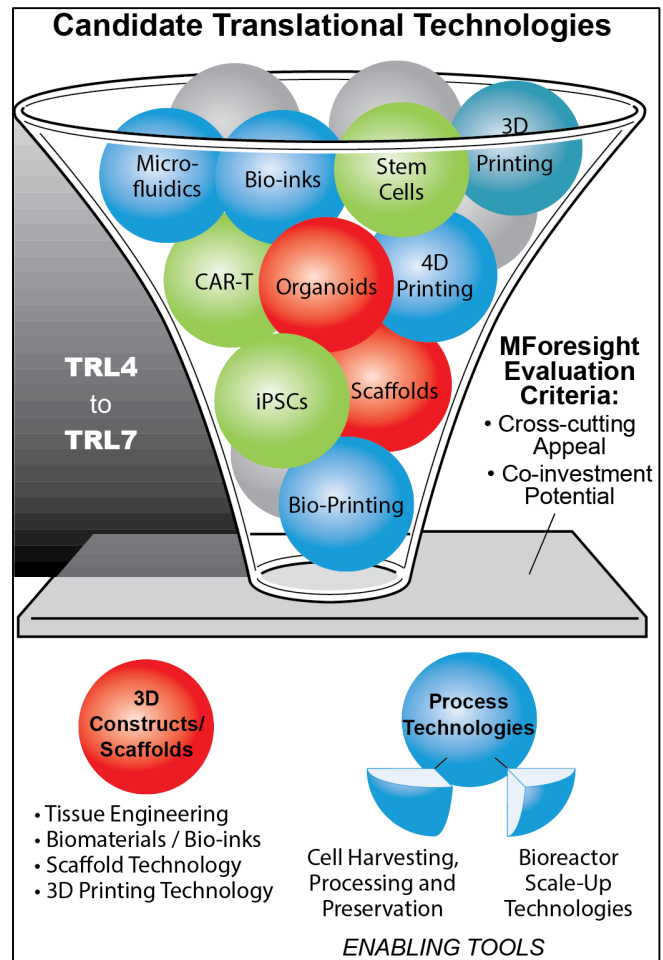 Candidate Translational Technologies
3D
Printing
Micro-
fluidics
Bio-inks
Stem
Cells
CAR-T
Organoids
4D
Printing
MForesight
Evaluation
Criteria:
• Cross-cutting
Appeal
• Co-investment
Potential
TRL4
to
TRL7
iPSCs
Scaffolds
Bio-Printing
3D
Constructs/
Scaffolds
• Tissue Engineering
• Biomaterials / Bio-inks
• Scaffold Technology
• 3D Printing Technology
Process
Technologies
Cell Harvesting,
Processing and
Preservation
Bioreactor
Scale-Up
Technologies
ENABLING TOOLS